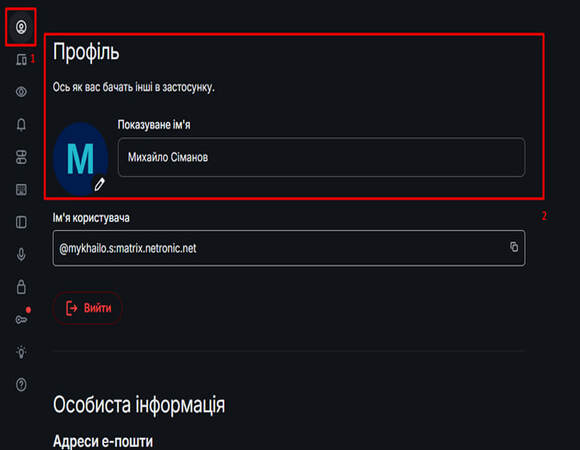 1
Профіль
Ось як вас бачать інші в застосунку.
Показуване ім'я
М
Михайло Сіманов
2
Ім'я користувача
@mykhailo.s:matrix.netronic.net
Вийти
Особиста інформація
Адреси е-пошти